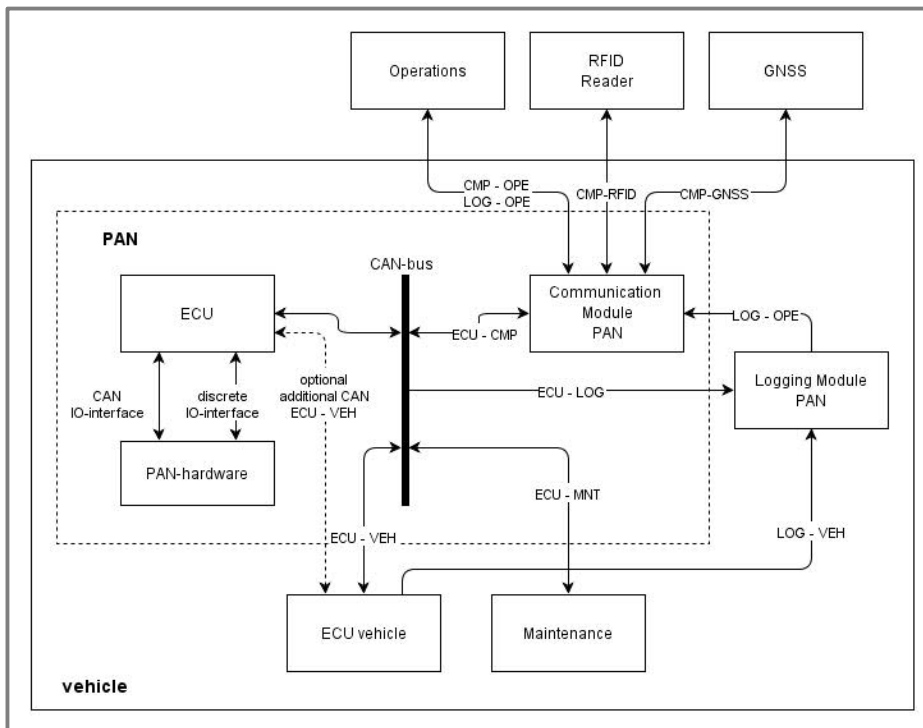 Operations
RFID
Reader
GNSS
CMP - OPE
LOG - OPE
CMP-RFID
CMP-GNSS
PAN
CAN-bus
ECU
Communication
Module
PAN
ECU - CMP
LOG - OPE
CAN
IO-interface
discrete
IO-interface
optional
additional CAN
ECU - VEH
ECU - LOG
Logging Module
PAN
PAN-hardware
ECU - MNT
ECU - VEH
LOG - VEH
ECU vehicle
Maintenance
vehicle